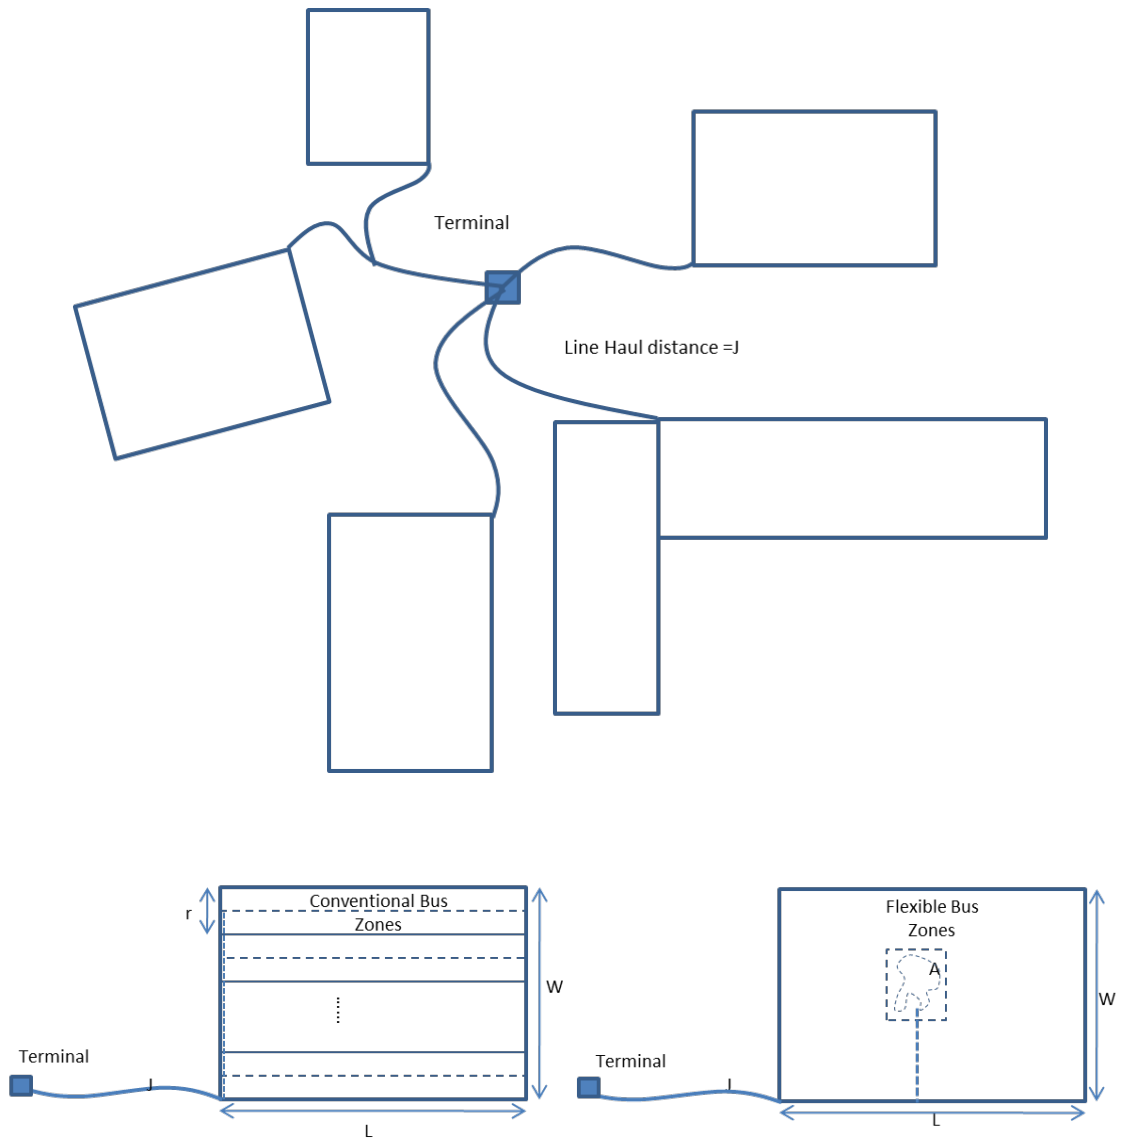 Terminal
Line Haul distance =J
r
Conventional Bus
Zones
W
Terminal
J
L
Flexible Bus
Zones
A
W
Terminal
J
L